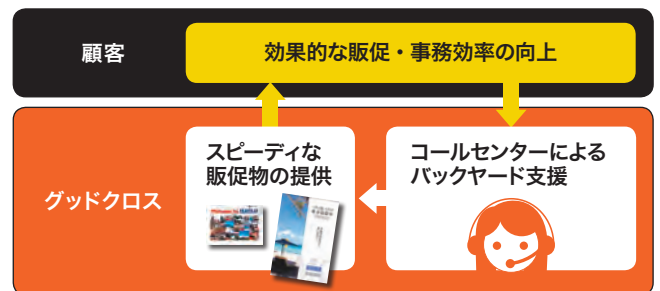 顧客
効果的な販促・事務効率の向上
グッドクロス
スピーディな
販促物の提供
コールセンターによる
バックヤード支援